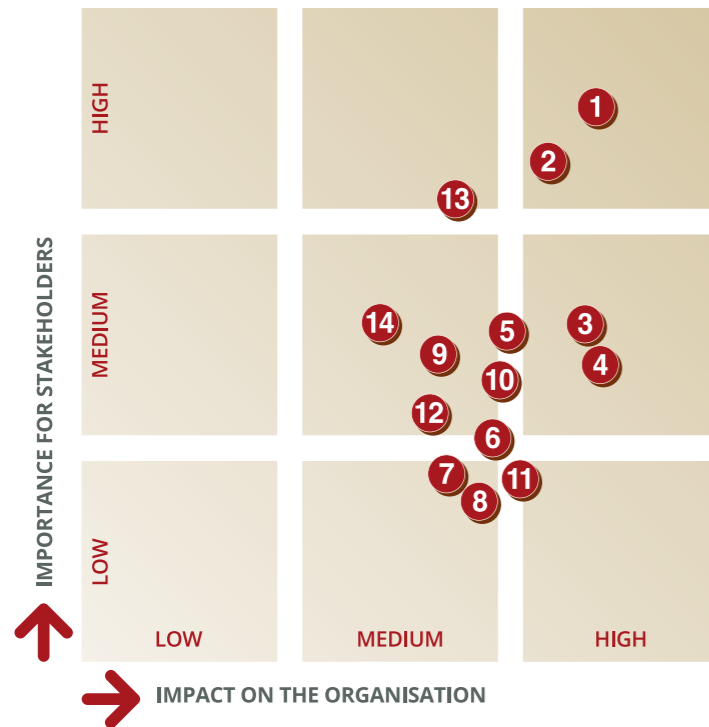 HIGH
1
2
13
IMPORTANCE FOR STAKEHOLDERS
MEDIUM
14
5
3
9
4
10
12
6
7
11
8
LOW
LOW
MEDIUM
HIGH
IMPACT ON THE ORGANISATION